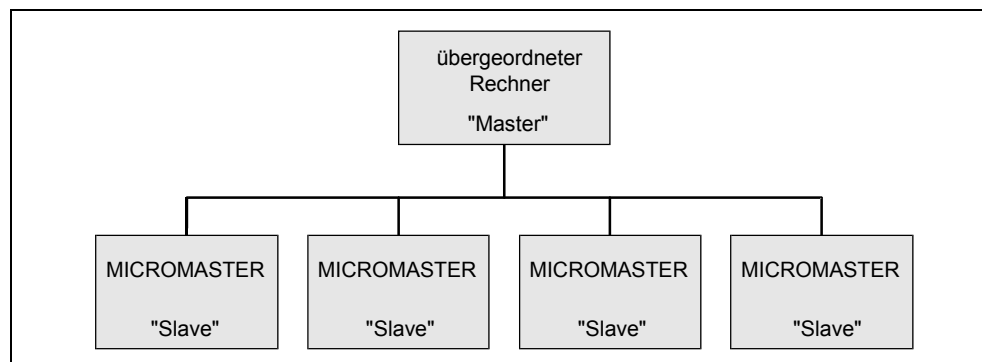 übergeordneter
Rechner
"Master"
MICROMASTER MICROMASTER MICROMASTER MICROMASTER
"Slave" "Slave" "Slave" "Slave"